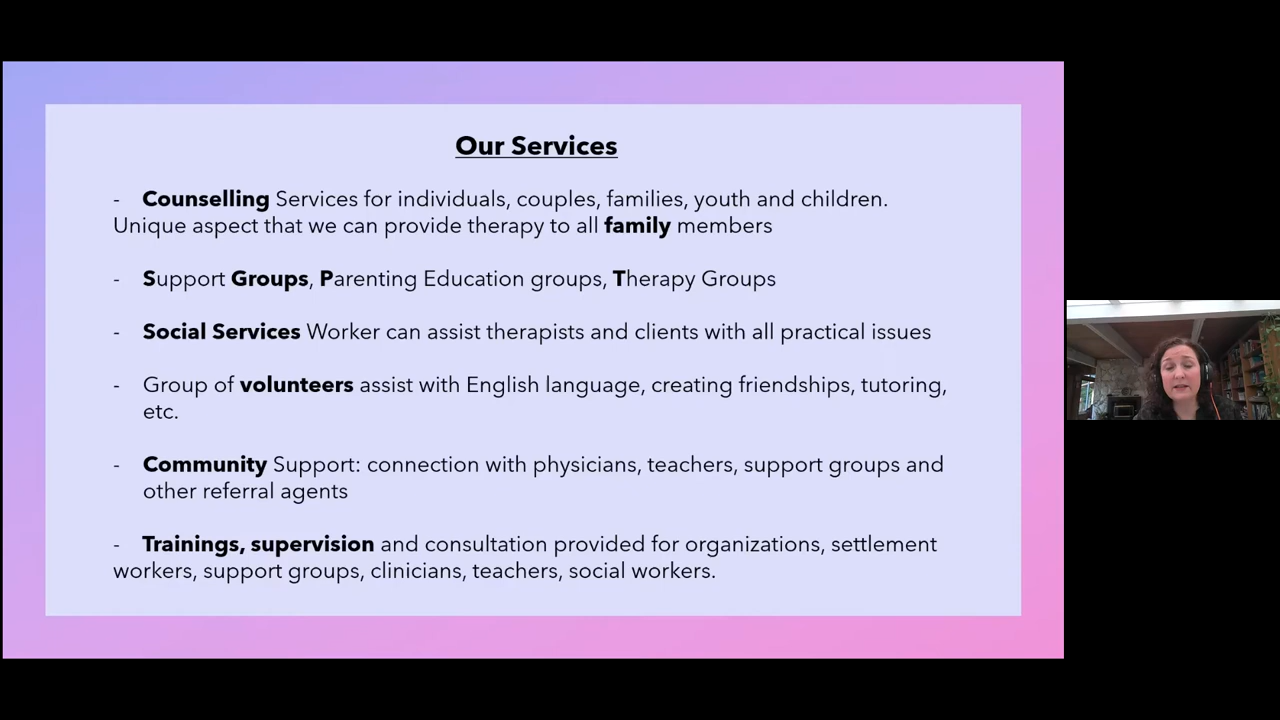 Our Services
- Counselling Services for individuals, couples, families, youth and children.
Unique aspect that we can provide therapy to all family members
- Support Groups, Parenting Education groups, Therapy Groups
- Social Services Worker can assist therapists and clients with all practical issues
- Group of volunteers assist with English language, creating friendships, tutoring,
etc.
- Community Support: connection with physicians, teachers, support groups and
other referral agents
- Trainings, supervision and consultation provided for organizations, settlement
workers, support groups, clinicians, teachers, social workers.